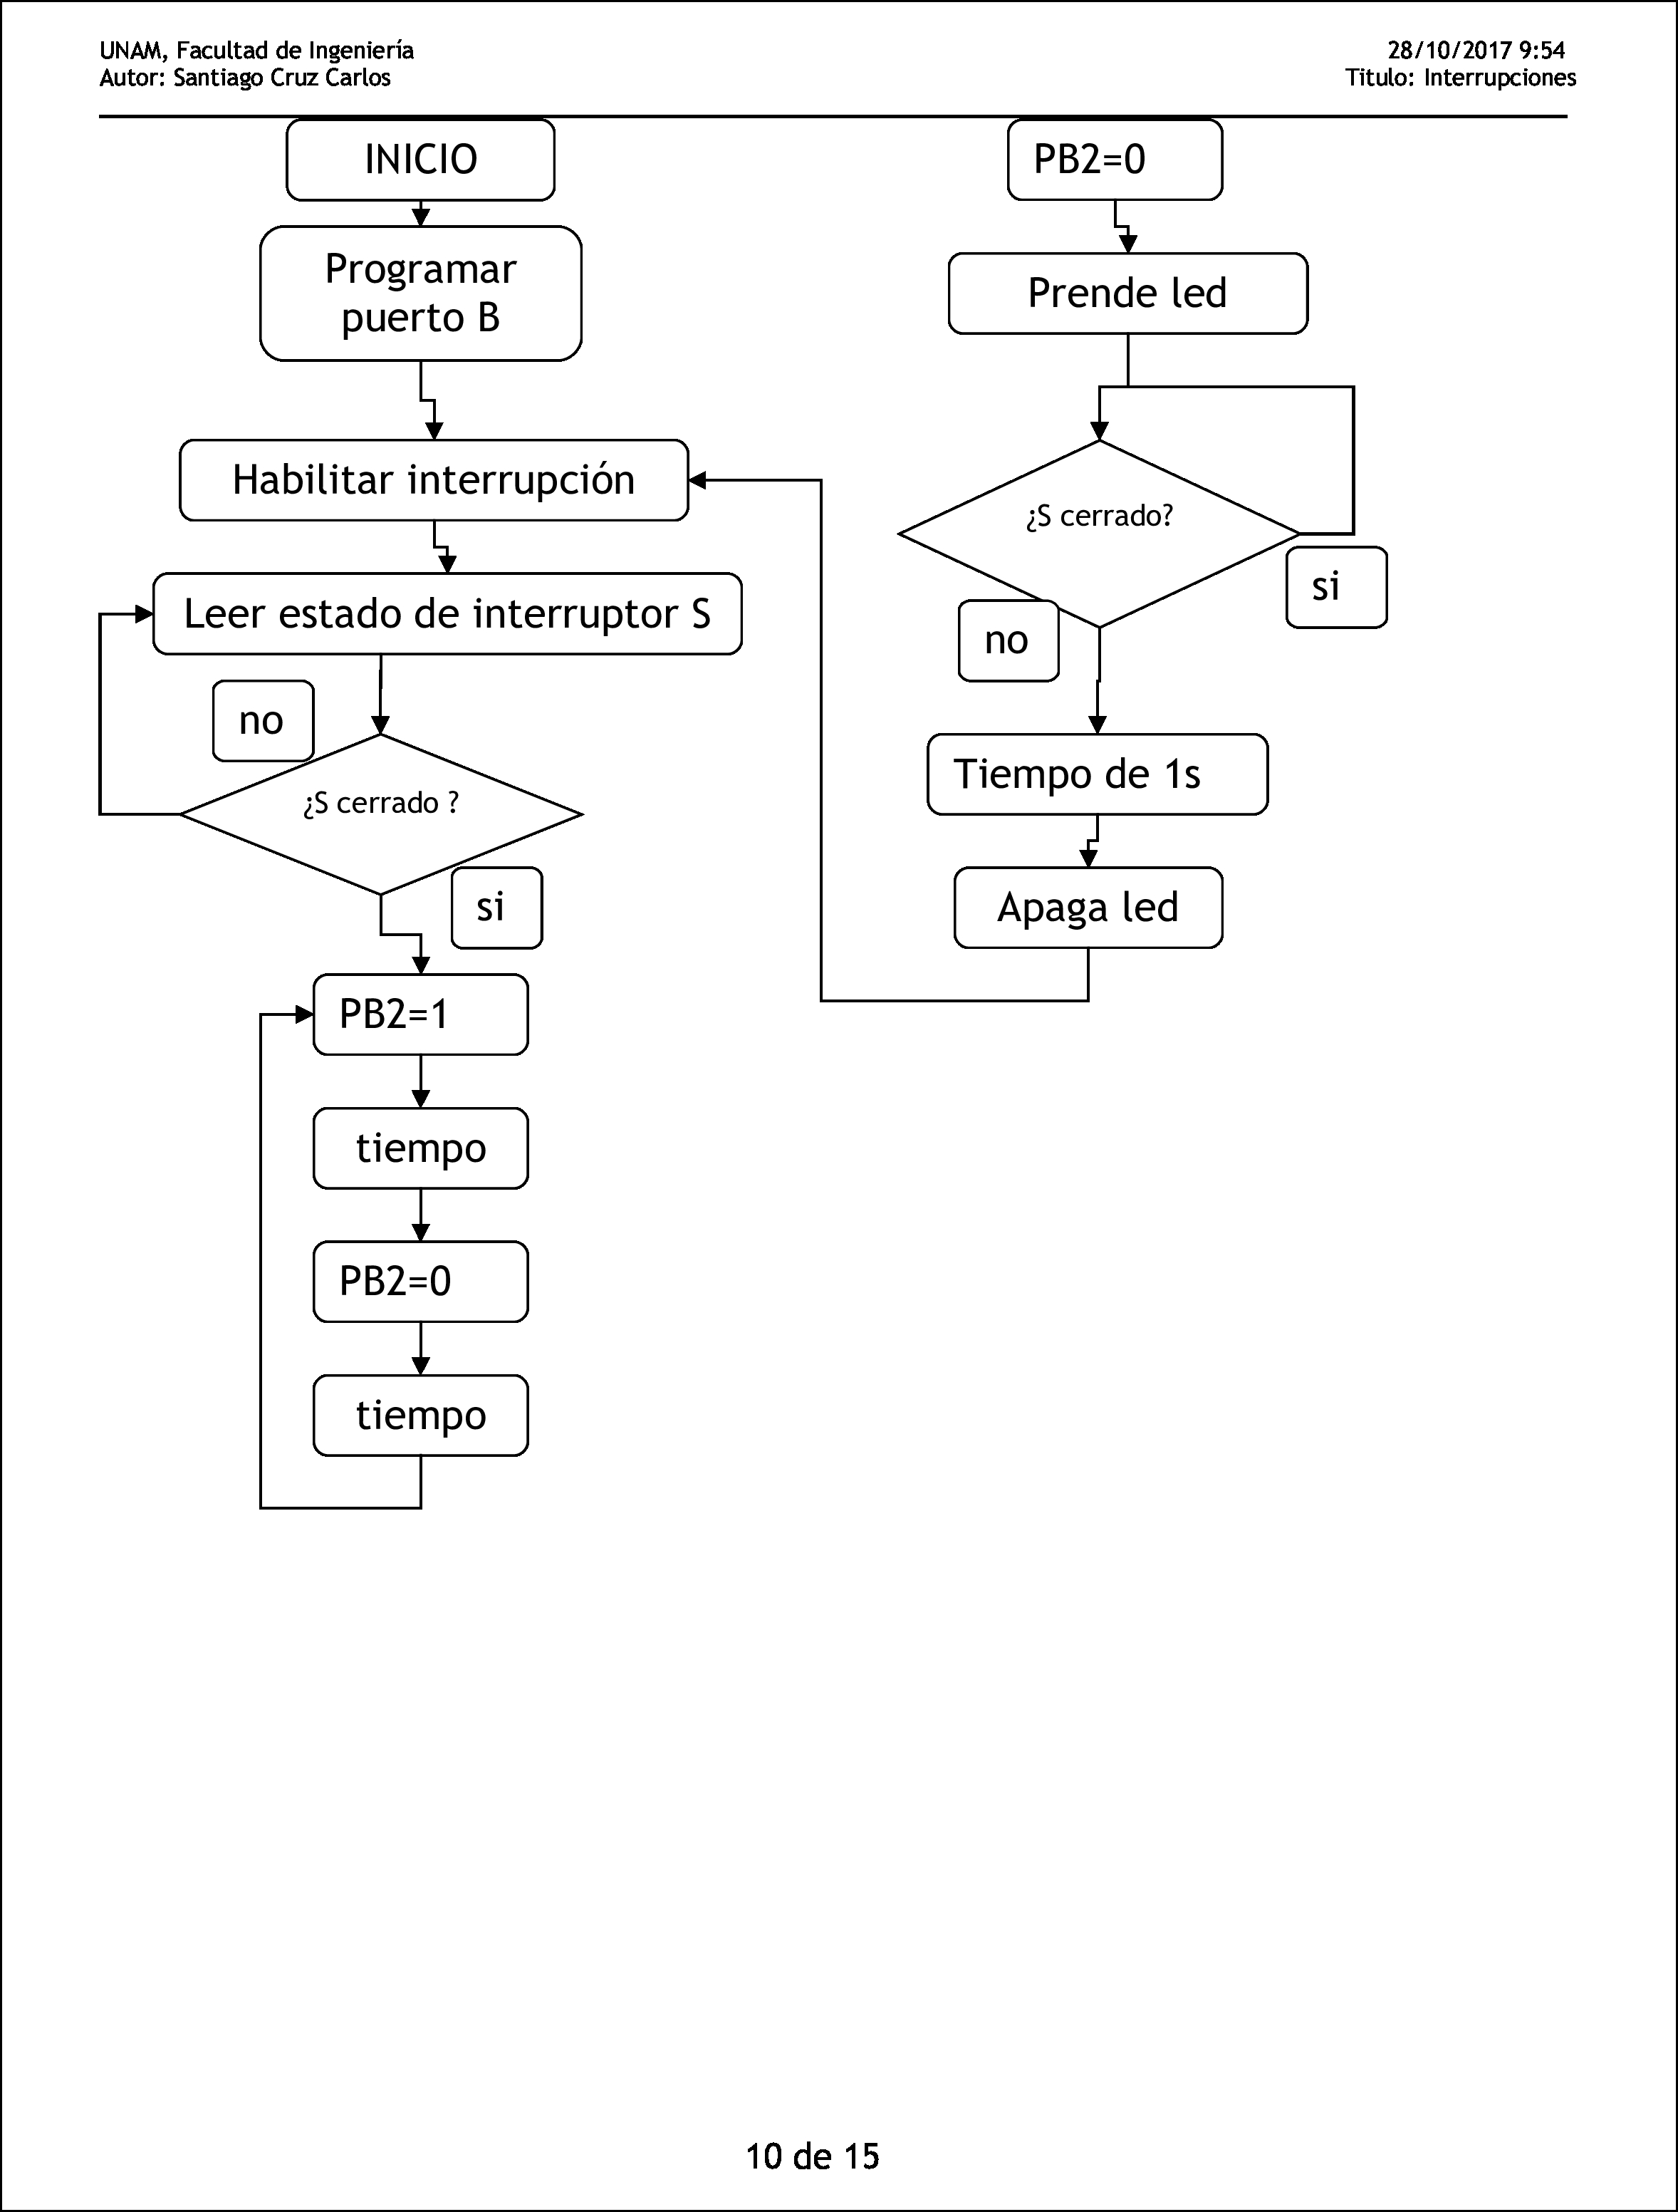 UNAM, Facultad de Ingeniería
Autor: Santiago Cruz Carlos
28/10/2017 9:54
Titulo: Interrupciones
INICIO
Programar
puerto B
Habilitar interrupción
Leer estado de interruptor S
no
¿S cerrado ?
si
PB2=1
tiempo
PB2=0
tiempo
PB2=0
Prende led
¿S cerrado?
si
no
Tiempo de 1s
Apaga led
10 de 15